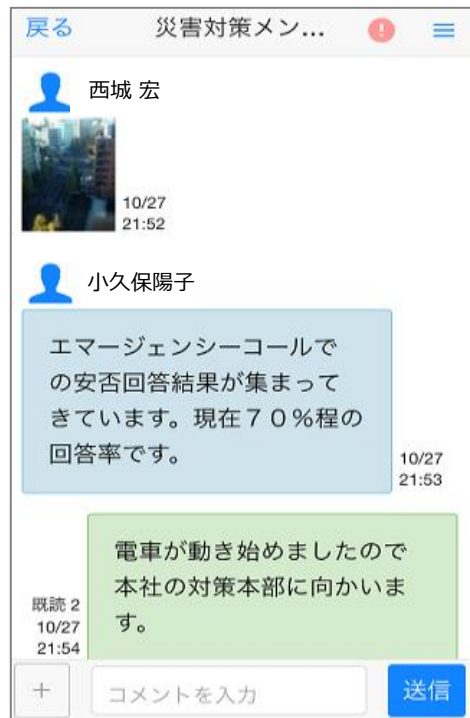 戻る 災害対策メン...
西城 宏
10/27
21:52
小久保陽子
エマージェンシーコールで
の安否回答結果が集まって
きています。現在７０％程の
回答率です。
10/27
21:53
電車が動き始めましたので
本社の対策本部に向かいま
す。
既読 2
10/27
21:54
+ コメントを入力 送信